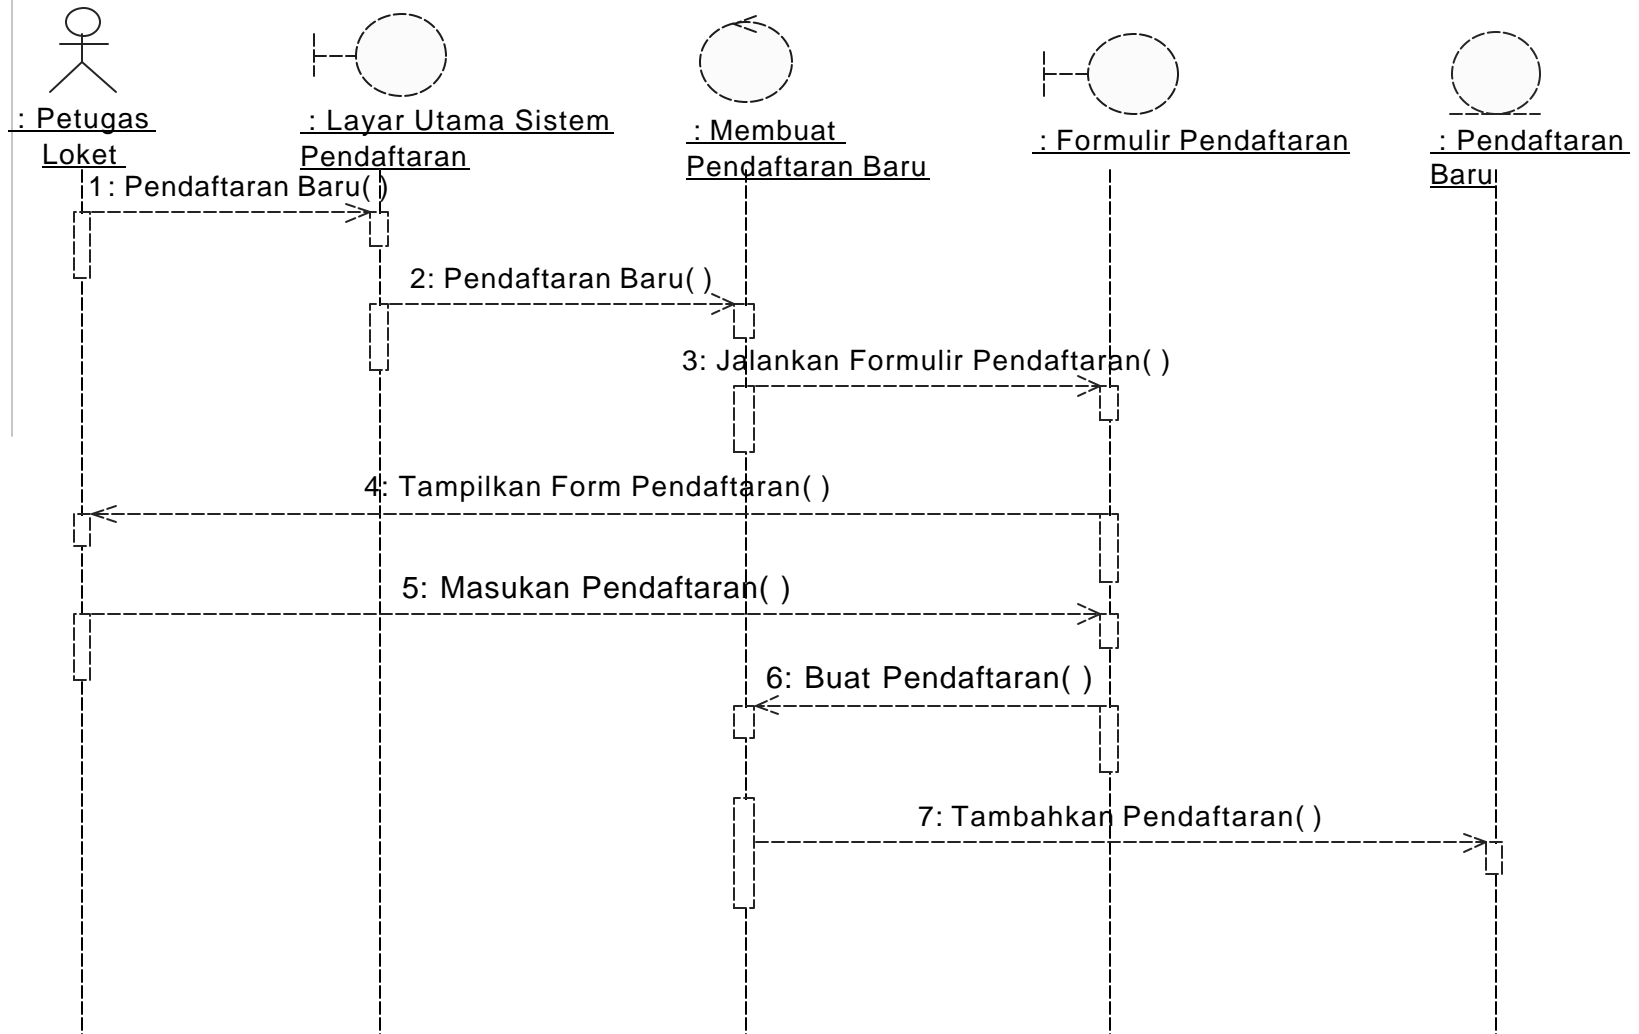 : Petugas
Loket
: Layar Utama Sistem
Pendaftaran
: Membuat
Pendaftaran Baru
: Formulir Pendaftaran
: Pendaftaran
Baru
1: Pendaftaran Baru( )
2: Pendaftaran Baru( )
3: Jalankan Formulir Pendaftaran( )
4: Tampilkan Form Pendaftaran( )
5: Masukan Pendaftaran( )
6: Buat Pendaftaran( )
7: Tambahkan Pendaftaran( )